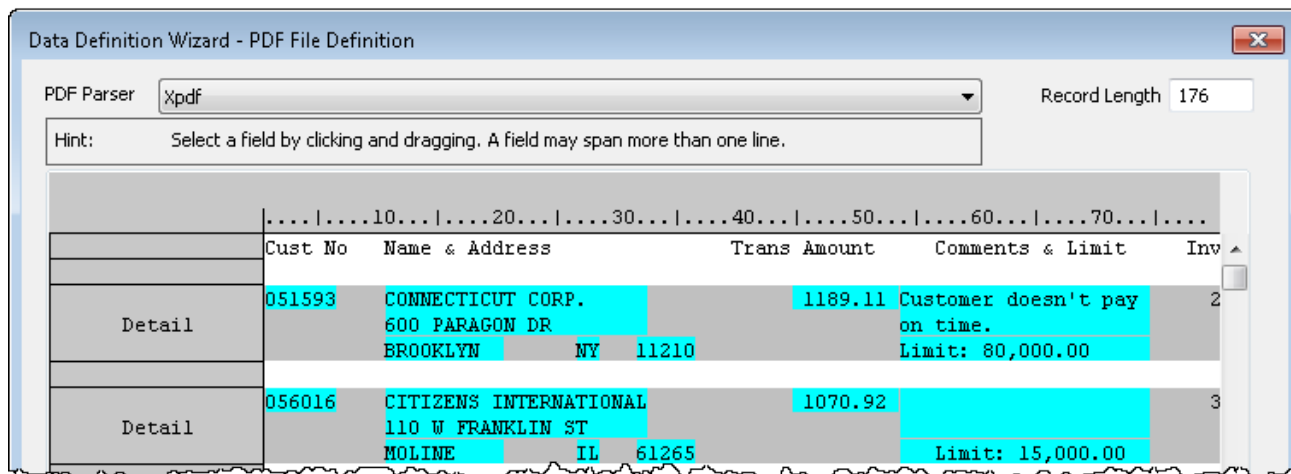 Data Definition Wizard - PDF File Definition
PDF Parser Xpdf Record Length 176
Hint: Select a field by clicking and dragging. A field may span more than one line.
|....|....10...|....20...|....30...|....40...|....50...|....60...|....70...|....
Cust No Name & Address Trans Amount Comments & Limit Inv
051593 CONNECTICUT CORP. 1189.11 Customer doesn't pay 2
Detail 600 PARAGON DR on time.
BROOKLYN NY 11210 Limit: 80,000.00
056016 CITIZENS INTERNATIONAL 1070.92 3
Detail 110 W FRANKLIN ST
MOLINE IL 61265 Limit: 15,000.00